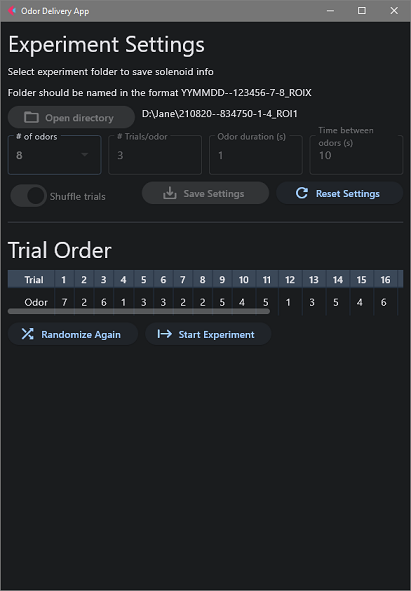 Odor Delivery App
Experiment Settings
Select experiment folder to save solenoid info
Folder should be named in the format YYMMDD--123456-7-8_ROIX
Open directory D:\Jane\210820--834750-1-4_ROI1
# of odors # Trials/odor Odor duration (s) Time between odors (s)
8 3 1 10
Shuffle trials Save Settings Reset Settings
Trial Order
Trial 1 2 3 4 5 6 7 8 9 10 11 12 13 14 15 16
Odor 7 2 6 1 3 3 2 2 5 4 5 1 3 5 4 6
Randomize Again Start Experiment